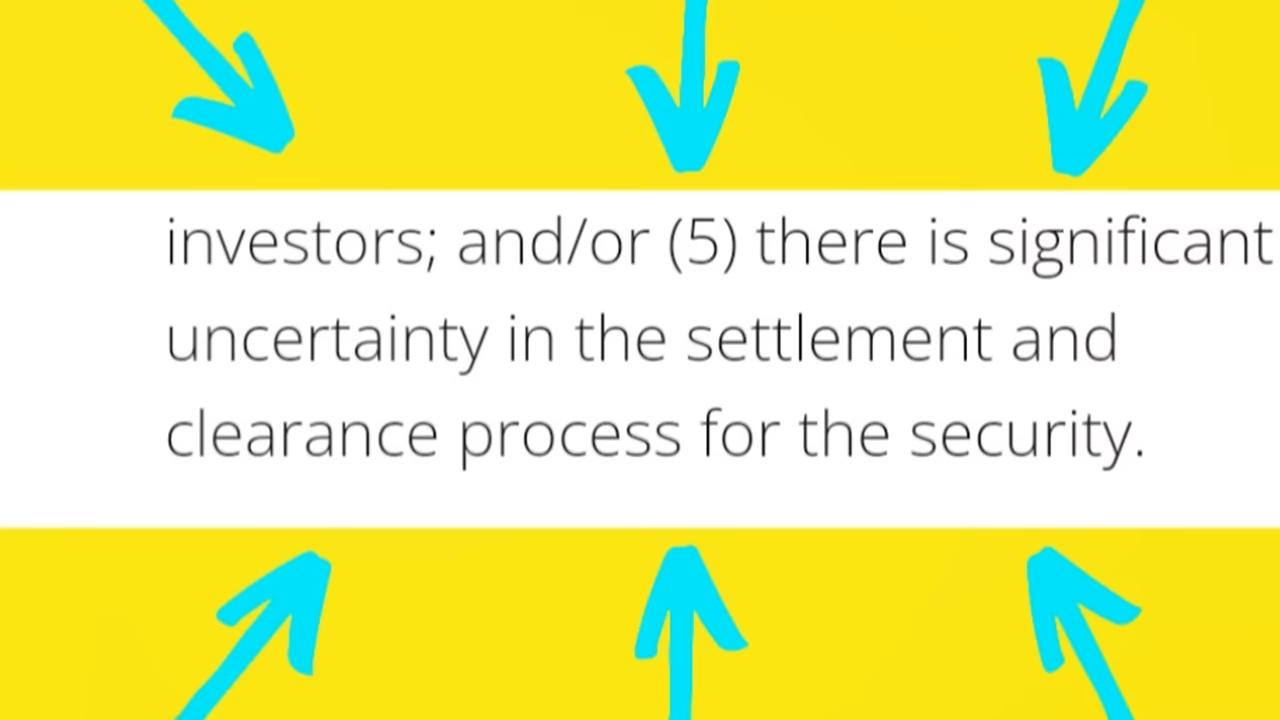 investors; and/or (5) there is significant
uncertainty in the settlement and
clearance process for the security.